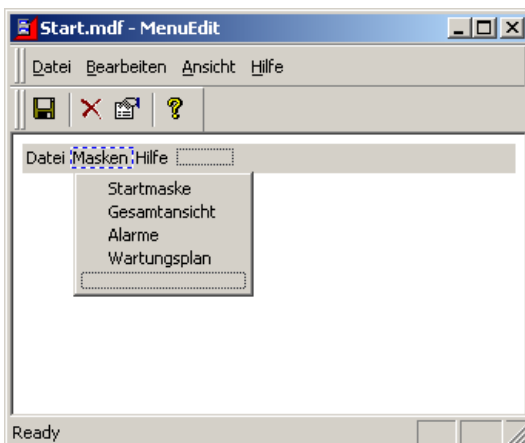 Start.mdf - MenuEdit
Datei Bearbeiten Ansicht Hilfe
Datei Masken Hilfe
Startmaske
Gesamtansicht
Alarme
Wartungsplan
Ready